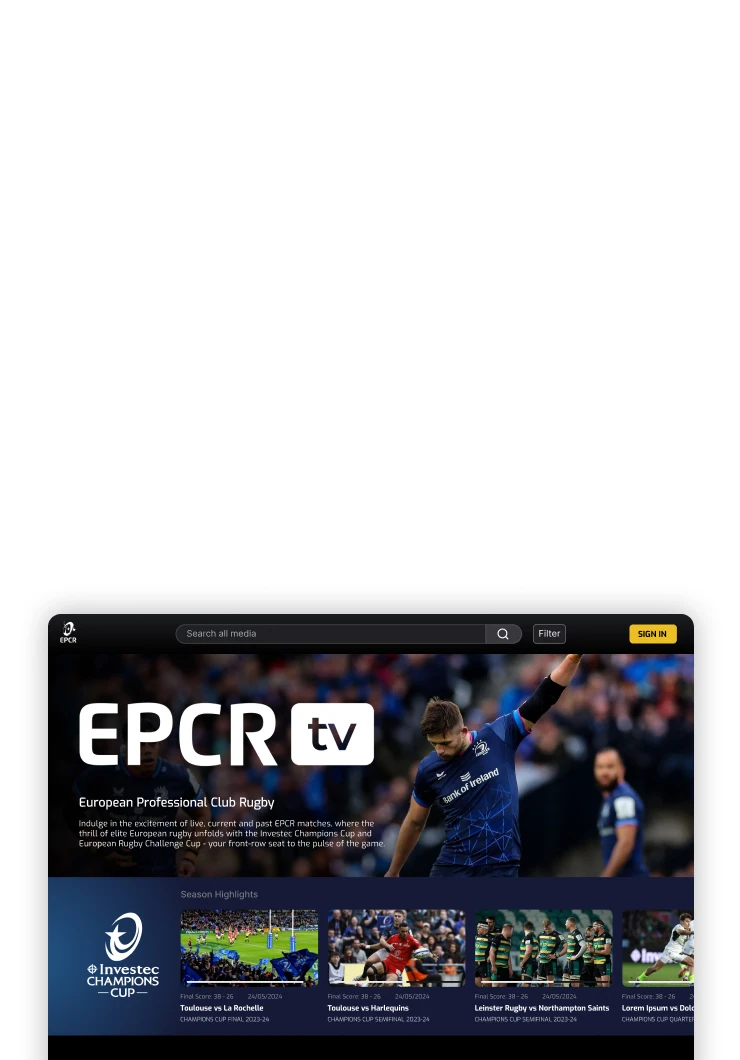 EPCR
Search all media
Filter
SIGN IN
EPCR tv
Bank of Ireland
European Professional Club Rugby
Indulge in the excitement of live, current and past EPCR matches, where the
thrill of elite European rugby unfolds with the Investec Champions Cup and
European Rugby Challenge Cup - your front-row seat to the pulse of the game.
Season Highlights
Investec
CHAMPIONS
CUP
Final Score: 38 - 26 24/05/2024
Toulouse vs La Rochelle
CHAMPIONS CUP FINAL 2023-24
Final Score: 38 - 26 24/05/2024
Toulouse vs Harlequins
CHAMPIONS CUP SEMIFINAL 2023-24
Final Score: 38 - 26 24/05/2024
Leinster Rugby vs Northampton Saints
CHAMPIONS CUP SEMIFINAL 2023-24
Final Score: 38 - 26
Lorem Ipsum vs Dolo
CHAMPIONS CUP QUARTER